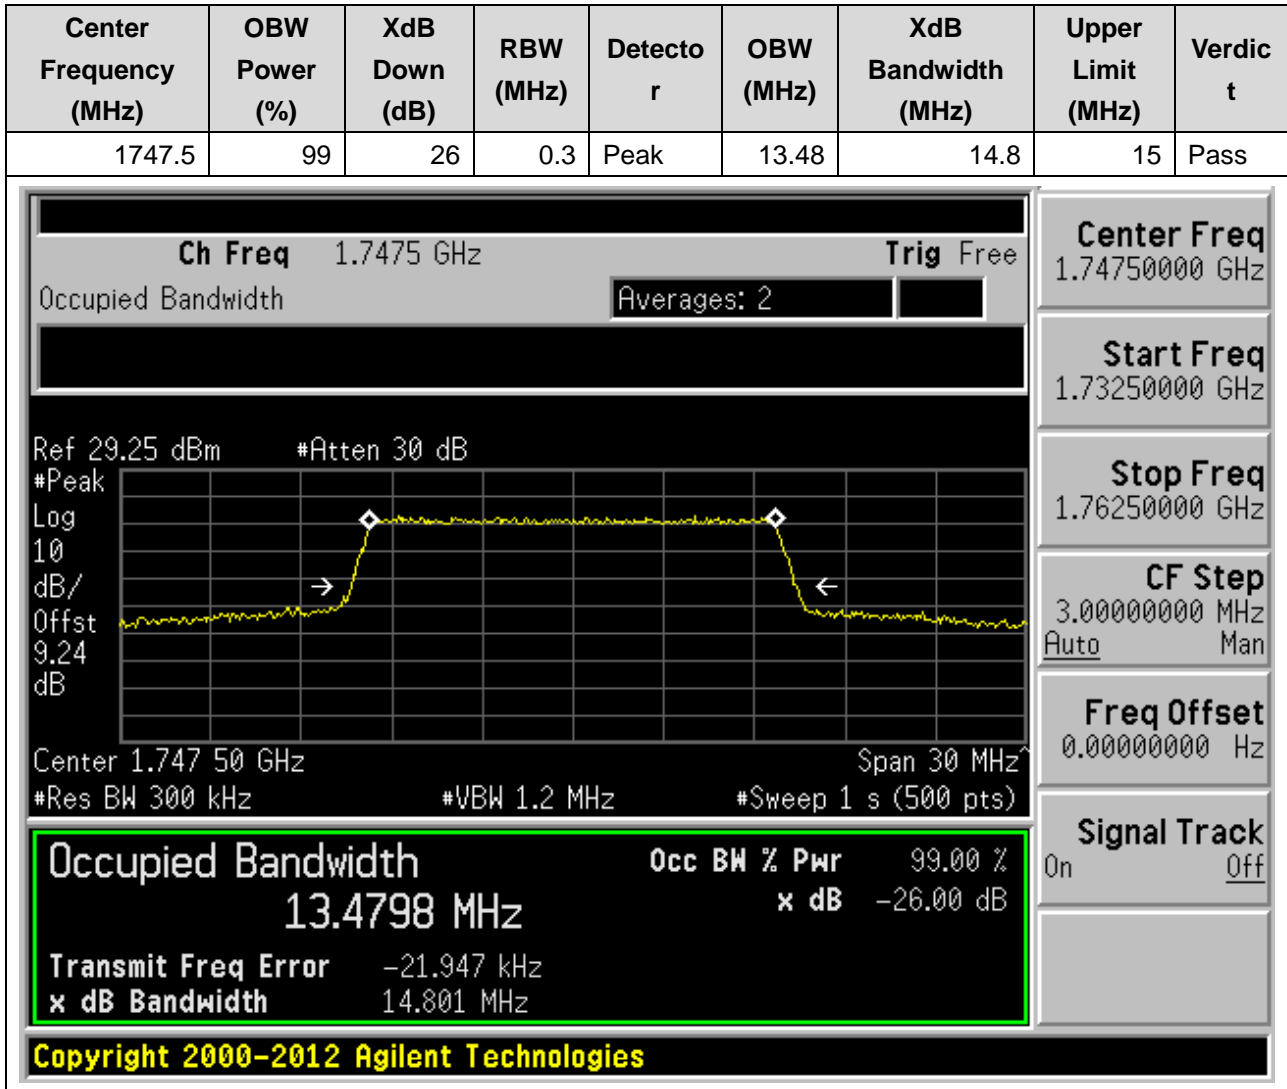 Center Frequency (MHz) OBW Power (%) XdB Down (dB) RBW (MHz) Detecto r OBW (MHz) XdB Bandwidth (MHz) Upper Limit (MHz) Verdic t
1747.5 99 26 0.3 Peak 13.48 14.8 15 Pass
Ch Freq 1.7475 GHz Trig Free
Occupied Bandwidth Averages: 2
Ref 29.25 dBm #Atten 30 dB
#Peak
Log
10
dB/
Offst
9.24
dB
Center 1.747 50 GHz Span 30 MHz^
#Res BW 300 kHz #VBW 1.2 MHz #Sweep 1 s (500 pts)
Occupied Bandwidth Occ BW % Pwr 99.00 %
13.4798 MHz x dB -26.00 dB
Transmit Freq Error -21.947 kHz
x dB Bandwidth 14.801 MHz
Center Freq
1.74750000 GHz
Start Freq
1.73250000 GHz
Stop Freq
1.76250000 GHz
CF Step
3.00000000 MHz
Auto Man
Freq Offset
0.00000000 Hz
Signal Track
On Off
Copyright 2000-2012 Agilent Technologies